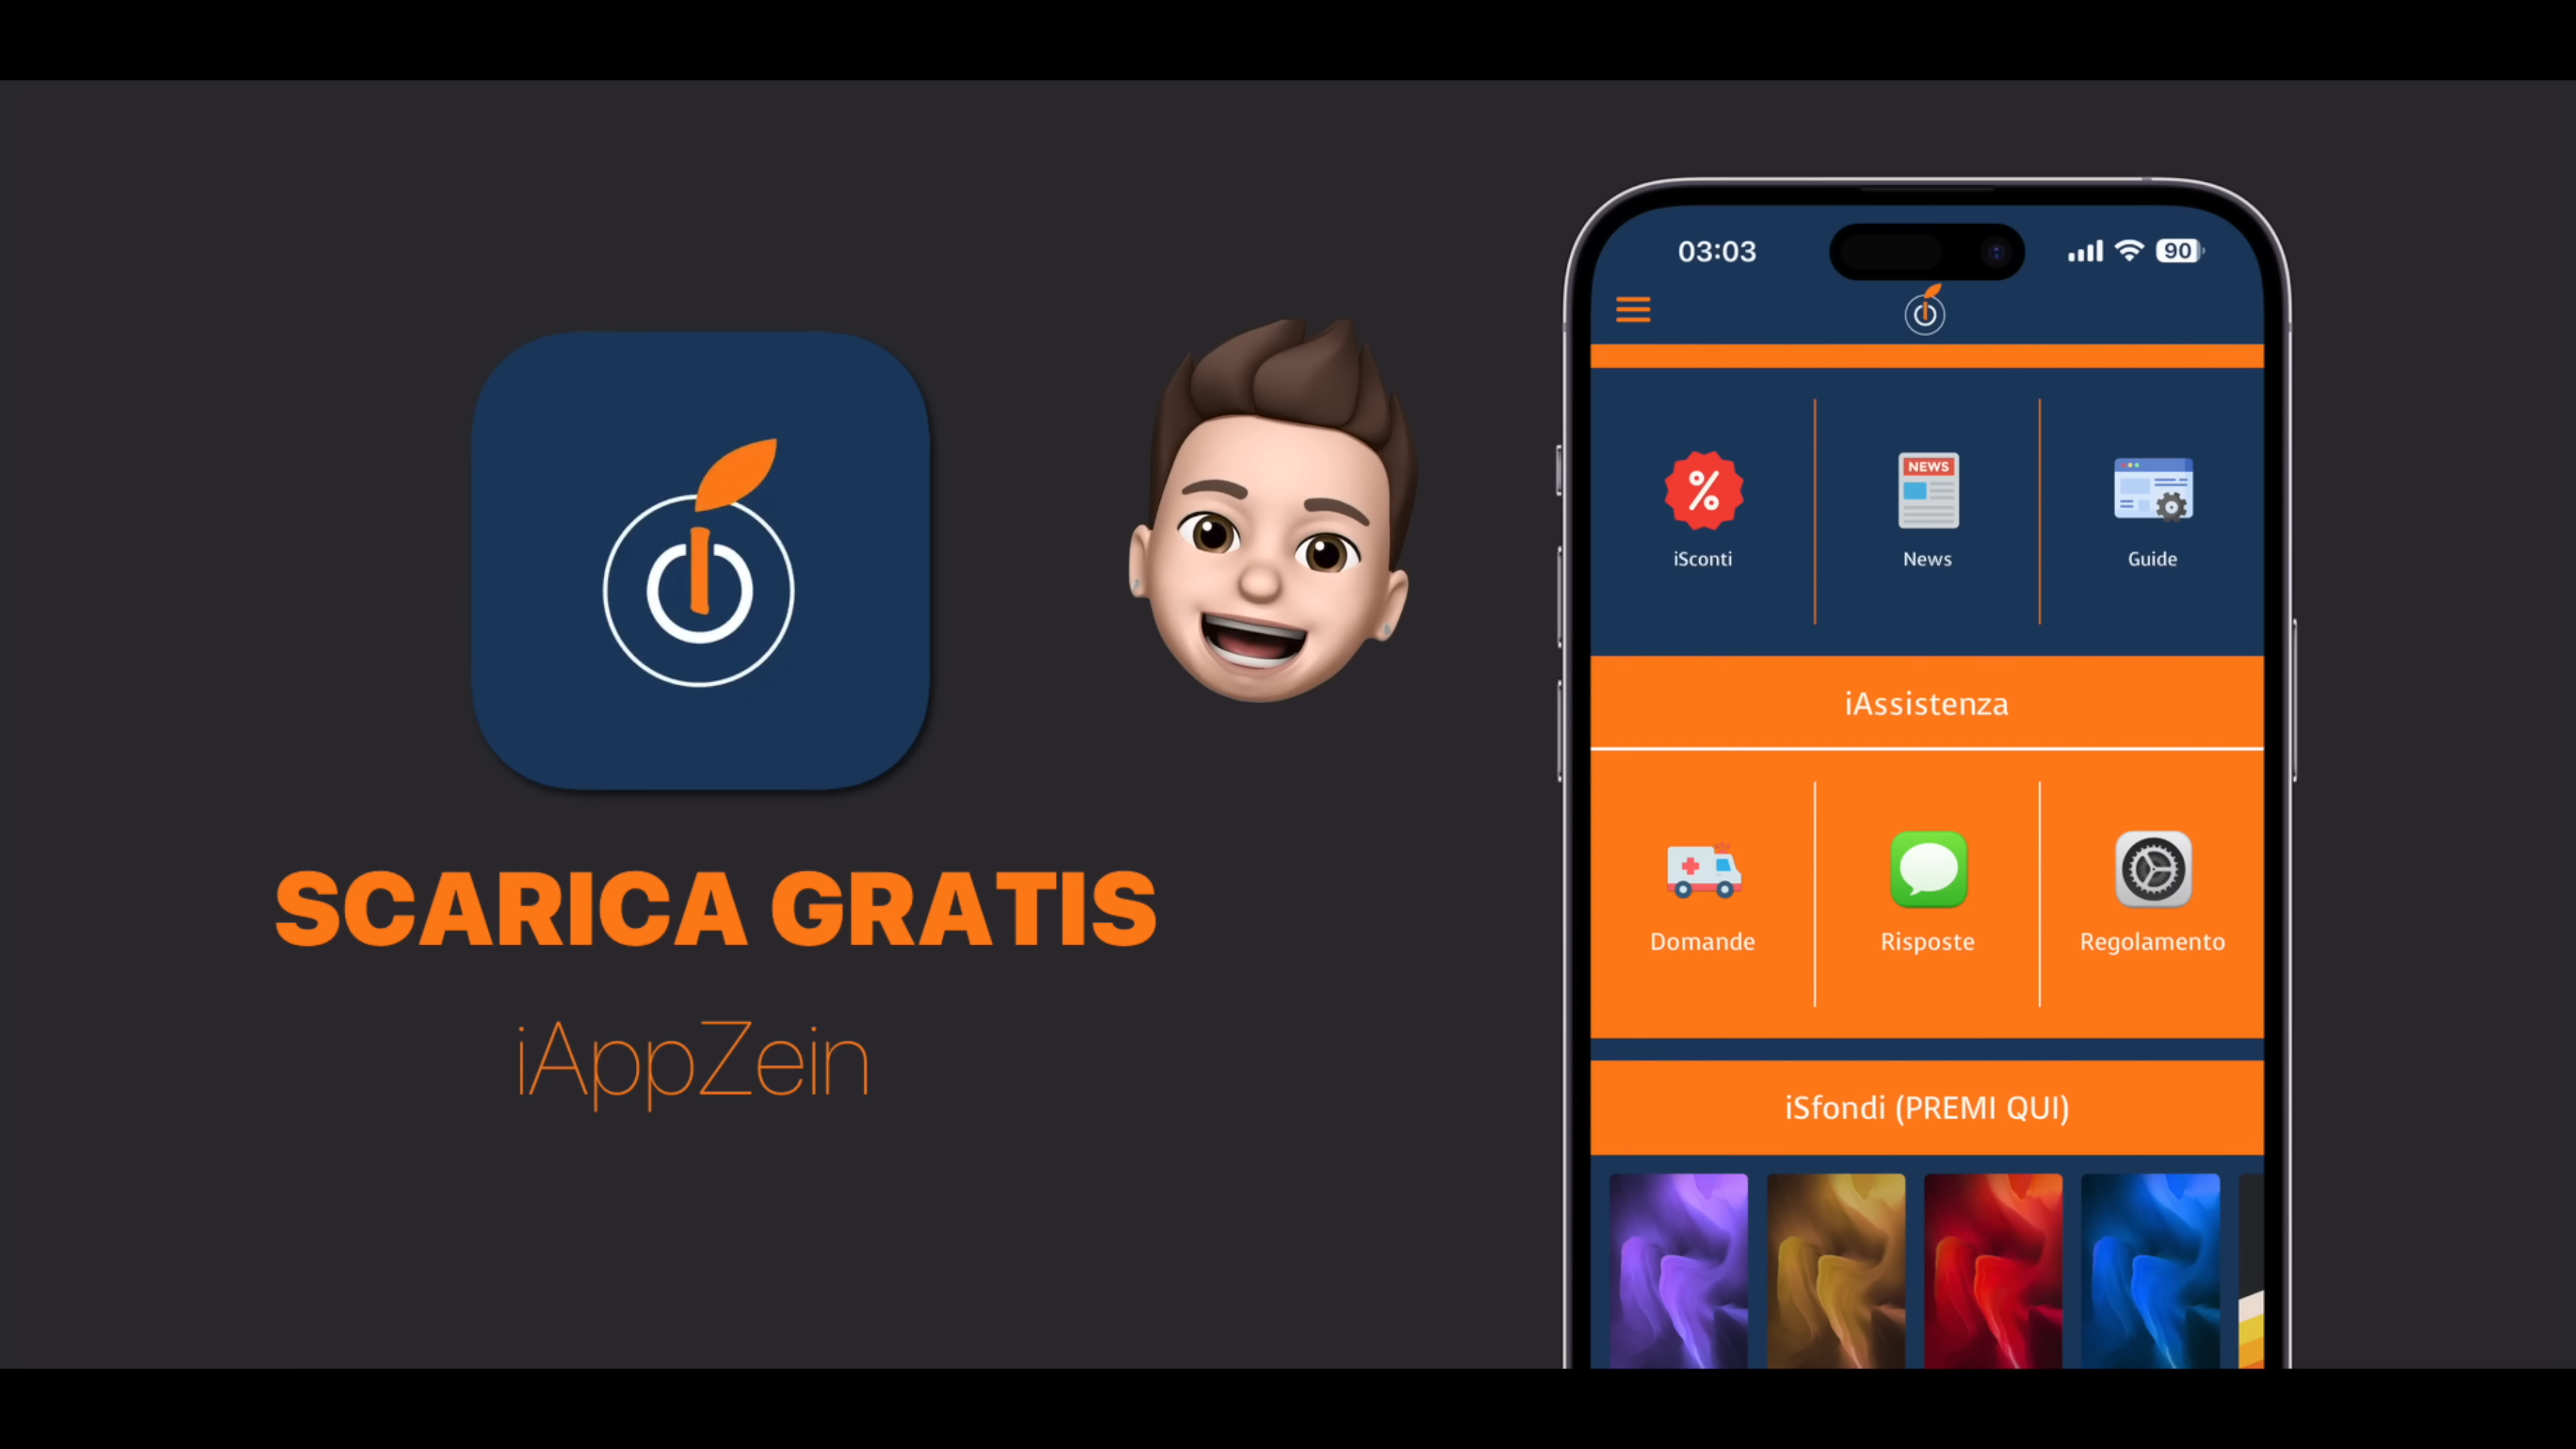 SCARICA GRATIS
iAppZein
03:03
90
%
NEWS
iSconti
News
Guide
iAssistenza
Domande
Risposte
Regolamento
iSfondi (PREMI QUI)